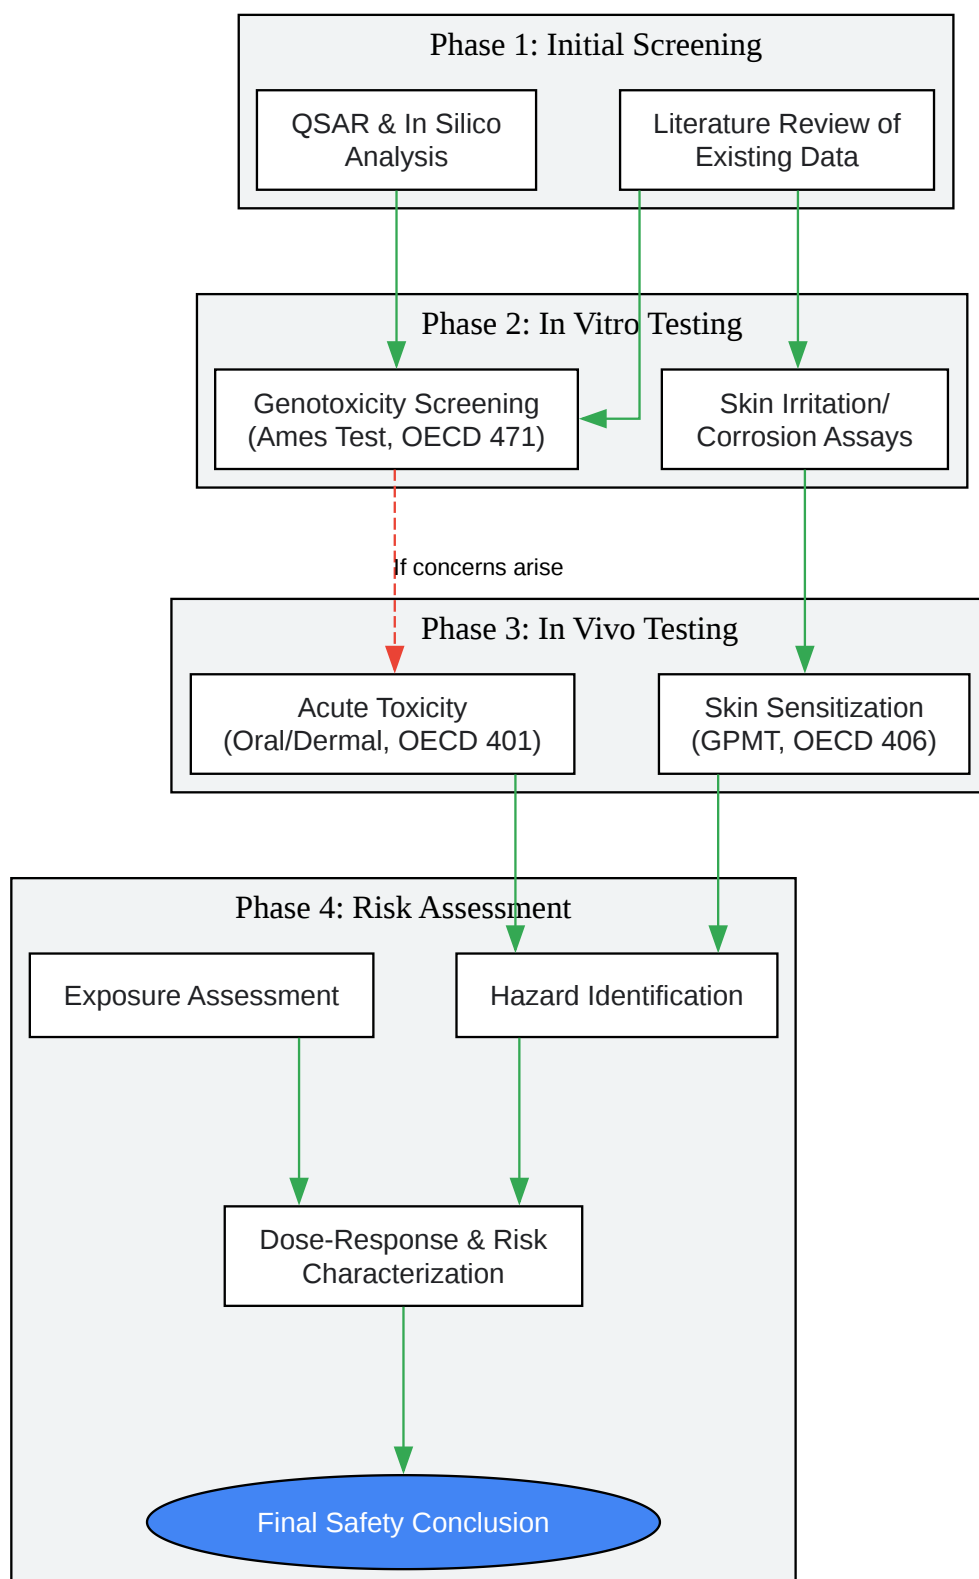 Phase 1: Initial Screening
QSAR & In Silico
Analysis
Literature Review of
Existing Data
Phase 2: In Vitro Testing
Genotoxicity Screening
(Ames Test, OECD 471)
Skin Irritation/
Corrosion Assays
If concerns arise
Phase 3: In Vivo Testing
Acute Toxicity
(Oral/Dermal, OECD 401)
Skin Sensitization
(GPMT, OECD 406)
Phase 4: Risk Assessment
Exposure Assessment
Hazard Identification
Dose-Response & Risk
Characterization
Final Safety Conclusion